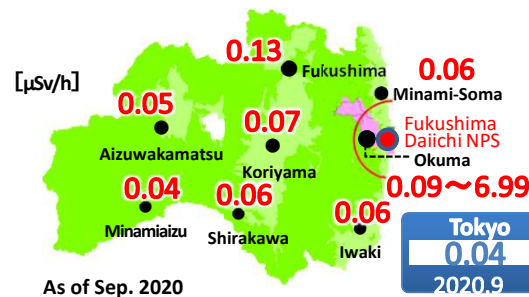 0.13
Fukushima
0.06
Minami-Soma
[μSv/h]
0.05
Aizuwakamatsu
0.07
Koriyama
Fukushima
Daiichi NPS
Okuma
0.09～6.99
0.04
Minamiaizu
0.06
Shirakawa
0.06
Iwaki
Tokyo
0.04
2020.9
As of Sep. 2020